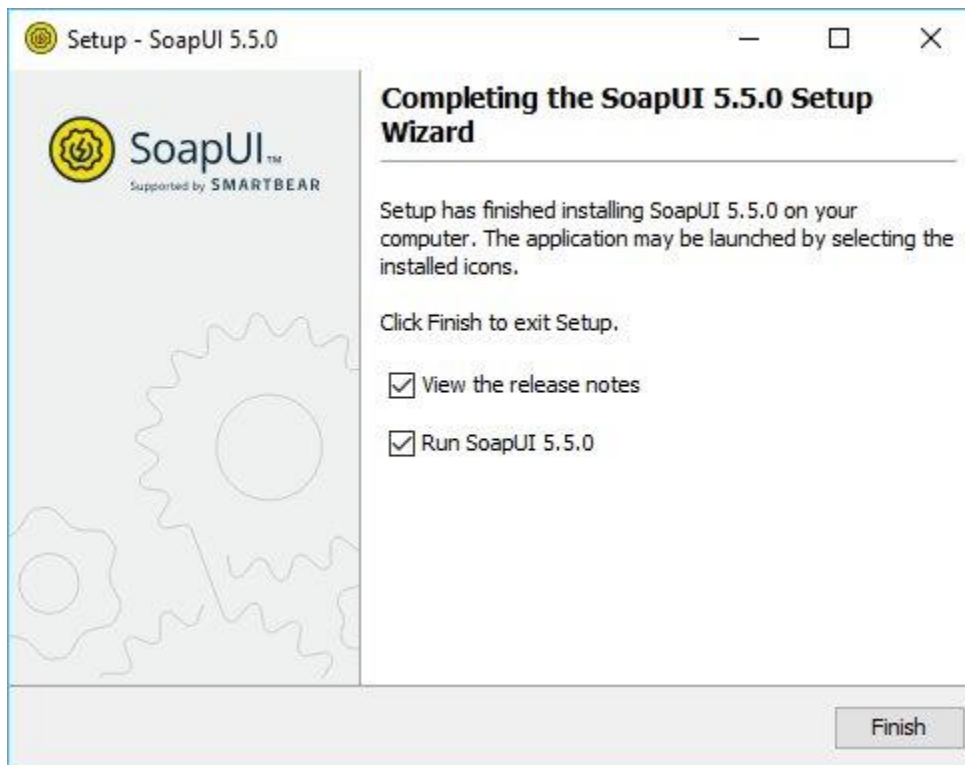 Setup - SoapUI 5.5.0
SoapUI™
Supported by SMARTBEAR
Completing the SoapUI 5.5.0 Setup
Wizard
Setup has finished installing SoapUI 5.5.0 on your
computer. The application may be launched by selecting the
installed icons.
Click Finish to exit Setup.
View the release notes
Run SoapUI 5.5.0
Finish